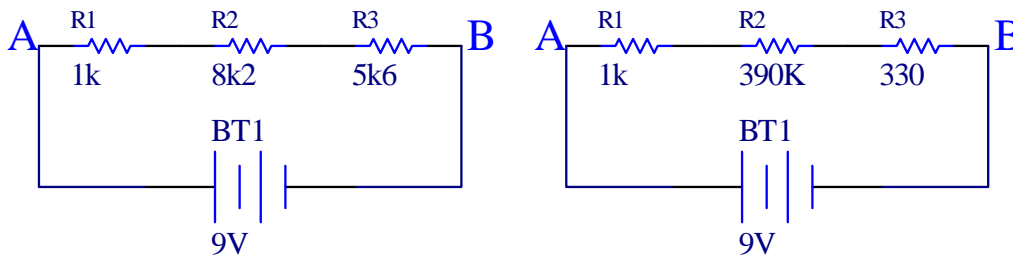 R1 R2 R3
A B
1k 8k2 5k6
BT1
9V
R1 R2 R3
A B
1k 390K 330
BT1
9V